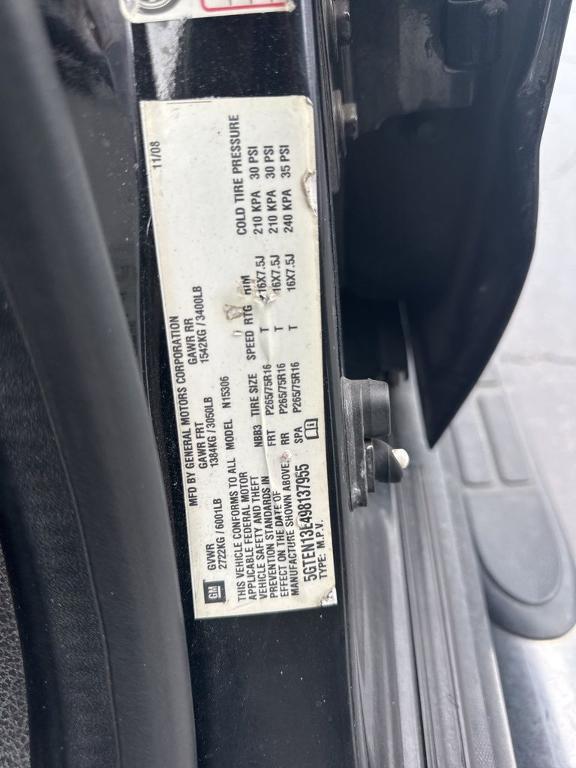 MFD BY GENERAL MOTORS CORPORATION
11/08
GM
GVWR GAWR FRT GAWR RR
2722KG / 6001LB 1384KG / 3050LB 1542KG / 3400LB
THIS VEHICLE CONFORMS TO ALL MODEL N15306
APPLICABLE FEDERAL MOTOR
VEHICLE SAFETY AND THEFT
PREVENTION STANDARDS IN
EFFECT ON THE DATE OF
MANUFACTURE SHOWN ABOVE.
NBB3 TIRE SIZE SPEED RTG RIM COLD TIRE PRESSURE
FRT P265/75R16 T 16X7.5J 210 KPA 30 PSI
RR P265/75R16 T 16X7.5J 210 KPA 30 PSI
SPA P265/75R16 T 16X7.5J 240 KPA 35 PSI
5GTEN13E498137955
TYPE: M.P.V.